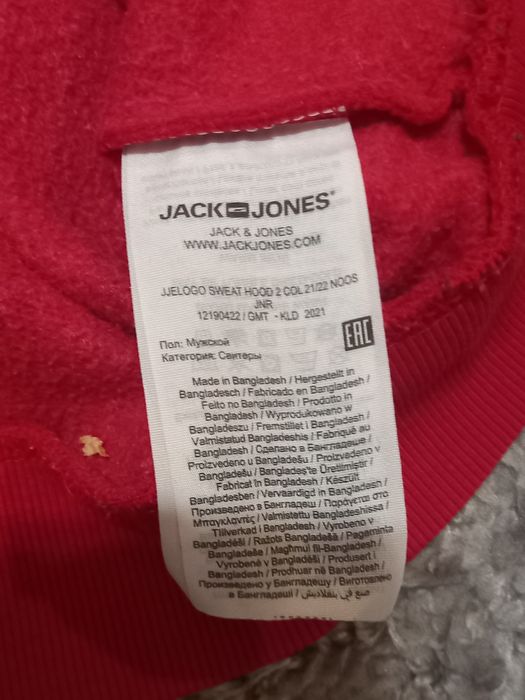 JACK JONES®
JACK & JONES
WWW.JACKJONES.COM
JJELOGO SWEAT HOOD 2 COL 21/22 NOOS
JNR
12190422 / GMT - KLD 2021
EAC
Пол: Мужской
Категория: Свитеры
Made in Bangladesh / Hergestellt in
Bangladesch / Fabricado en Bangladesh /
Feito no Bangladesh / Prodotto in
Bangladesh / Wyprodukowano w
Bangladeszu / Fremstillet i Bangladesh /
Valmistatud Bangladeshis / Fabriqué au
Bangladesh / Сделано в Бангладеше /
Proizvedeno u Bangladešu / Proizvedeno v
Bangladešu / Bangladeş'te Üretilmiştir /
Fabricat în Bangladesh / Készült
Bangladesben / Vervaardigd in Bangladesh /
Произведено в Бангладеш / Παράγεται στο
Μπαγκλαντές / Valmistettu Bangladeshissa /
Tillverkad i Bangladesh / Vyrobeno v
Bangladéši / Ražots Bangladešā / Pagaminta
Bangladeše / Magħmul fil-Bangladesh /
Vyrobené v Bangladéši / Produsert i
Bangladesh / Prodhuar në Bangladesh /
Произведено у Бангладешу / Виготовлено
в Бангладеші / صنع في بنغلاديش